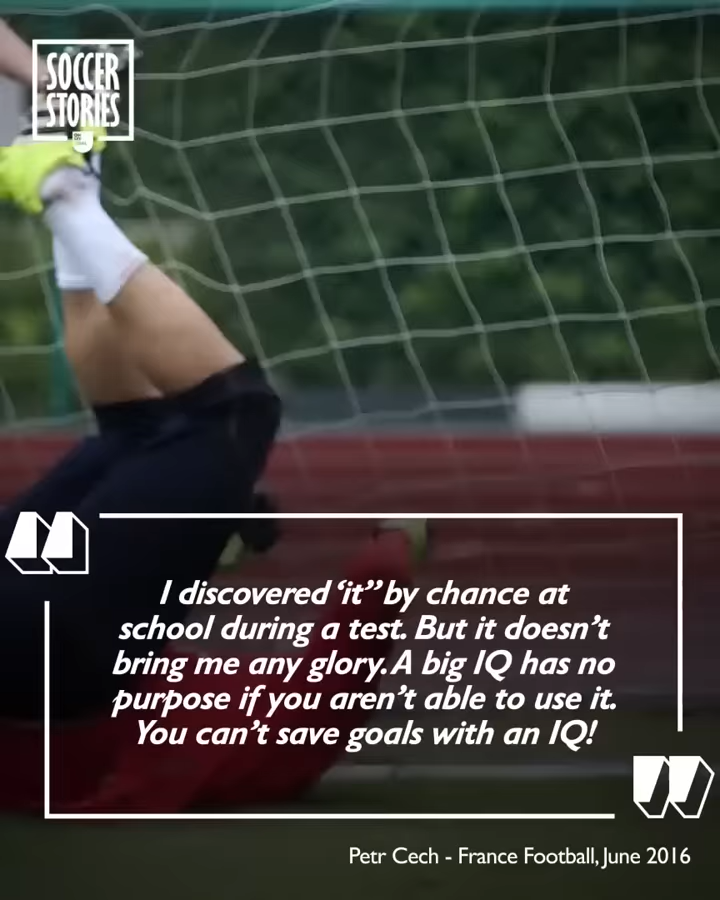 SOCCER
STORIES
I discovered ‘it” by chance at
school during a test. But it doesn’t
bring me any glory. A big IQ has no
purpose if you aren’t able to use it.
You can’t save goals with an IQ!
Petr Cech - France Football, June 2016